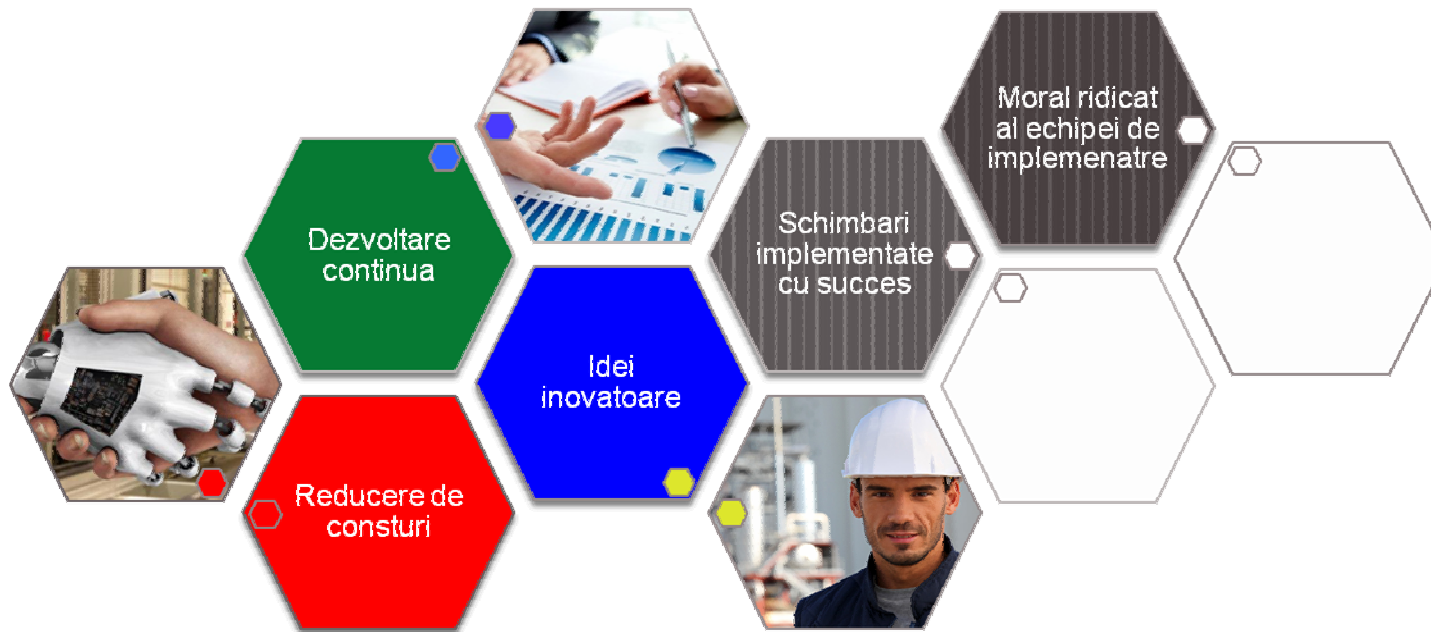 Moral ridicat
al echipei de
implemenatre
Schimbari
implementate
cu succes
Dezvoltare
continua
Idei
inovatoare
Reducere de
consturi